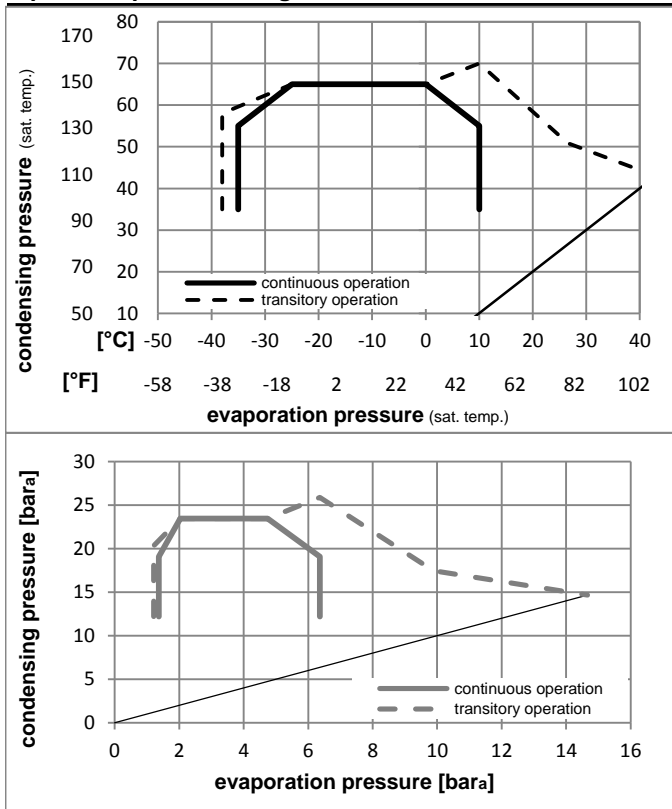 170 80
150 70
60
130
50
110
40
90
30
70 20
50 10
condensing pressure (sat. temp.)
continuous operation
transitory operation
[°C] -50 -40 -30 -20 -10 0 10 20 30 40
[°F] -58 -38 -18 2 22 42 62 82 102
evaporation pressure (sat. temp.)
30
25
20
15
10
5
0
condensing pressure [bara]
continuous operation
transitory operation
0 2 4 6 8 10 12 14 16
evaporation pressure [bara]